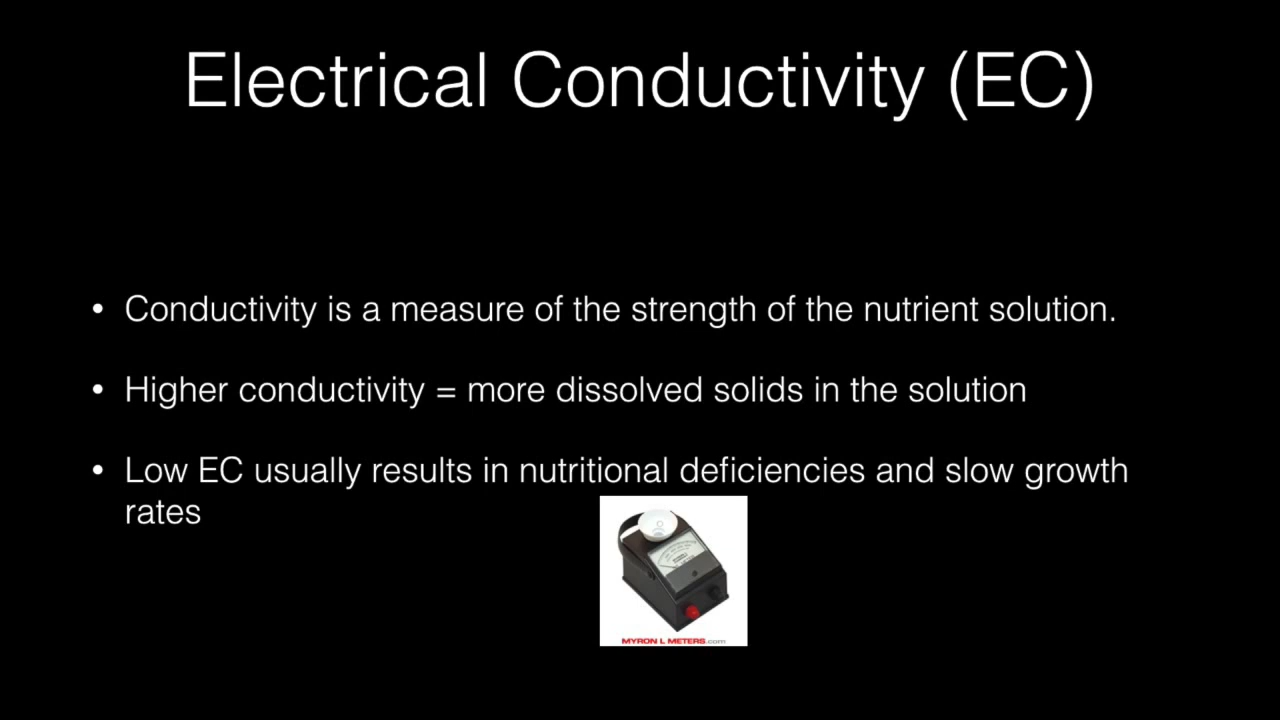 Electrical Conductivity (EC)
• Conductivity is a measure of the strength of the nutrient solution.
• Higher conductivity = more dissolved solids in the solution
• Low EC usually results in nutritional deficiencies and slow growth
rates
MYRON L METERS.com